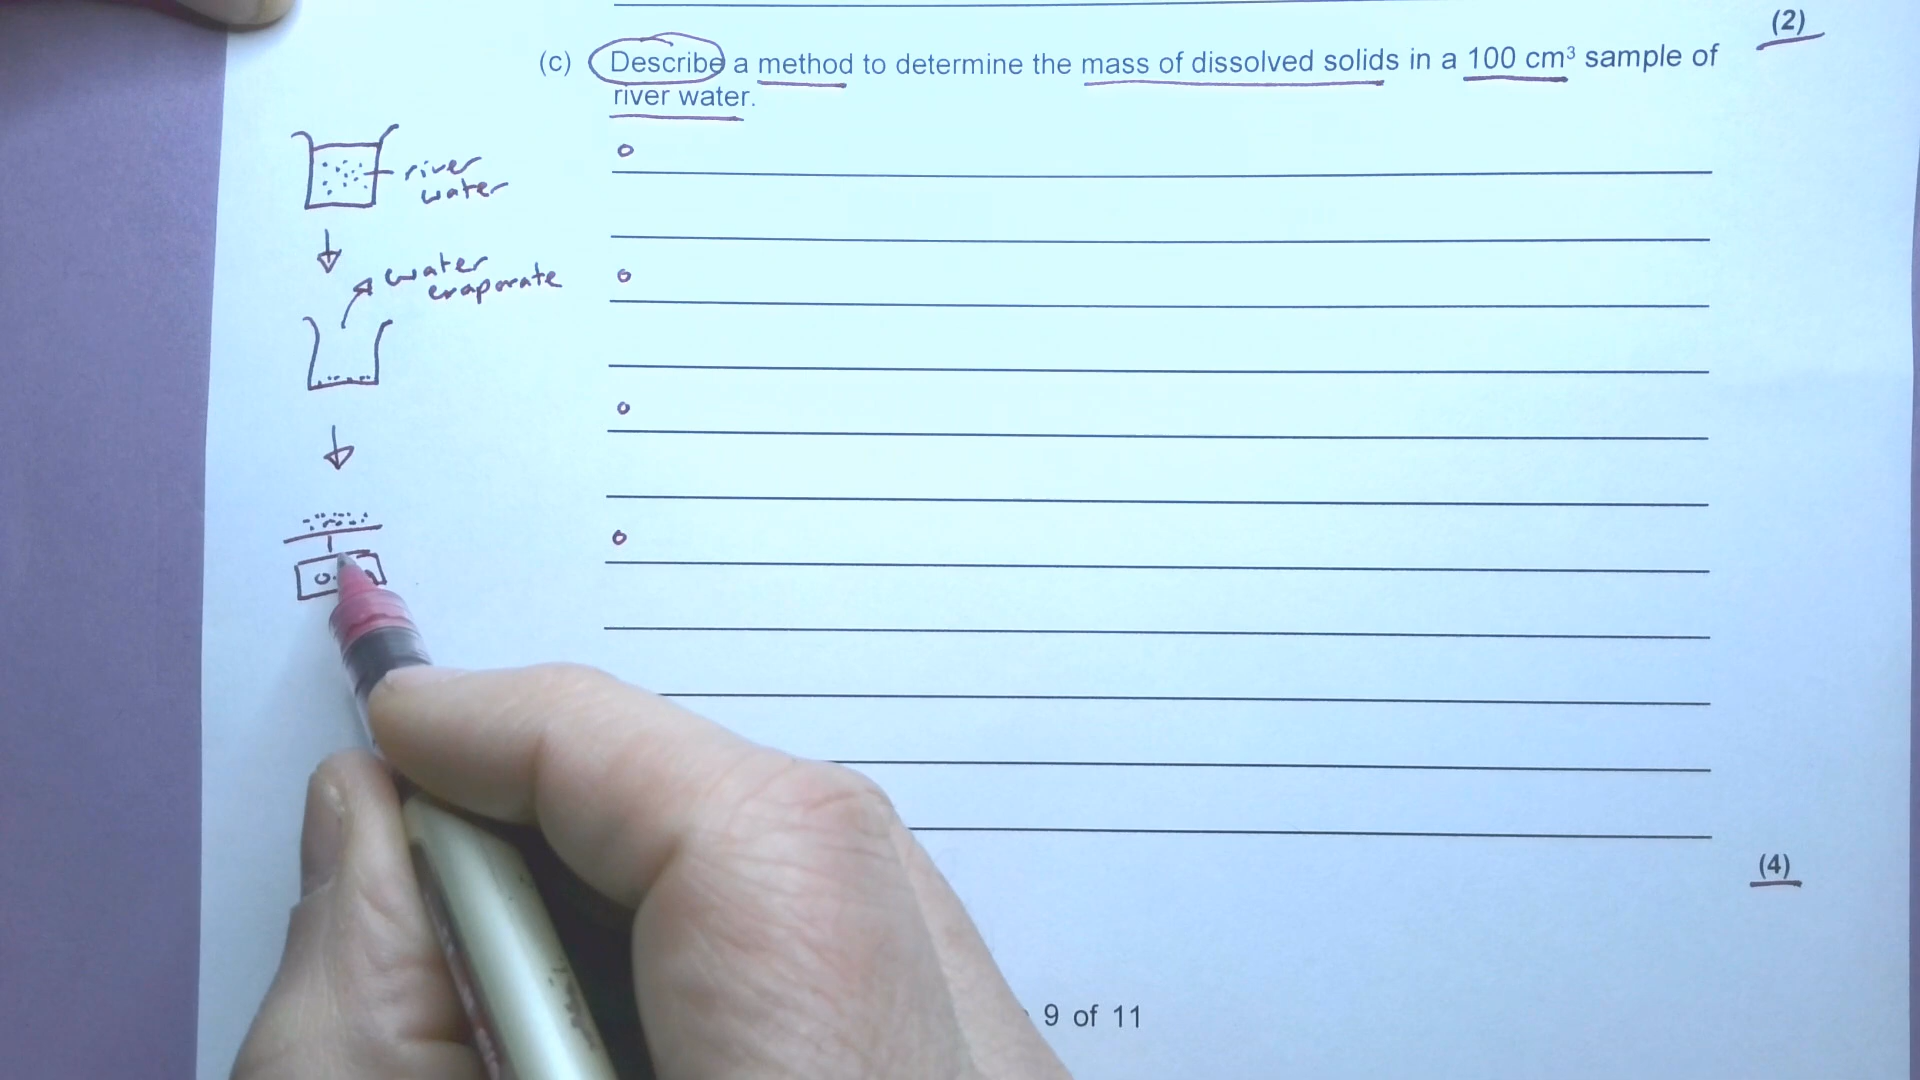 (2)
(c) Describe a method to determine the mass of dissolved solids in a 100 cm³ sample of
river water.
river
water
water
evaporate
(4)
9 of 11